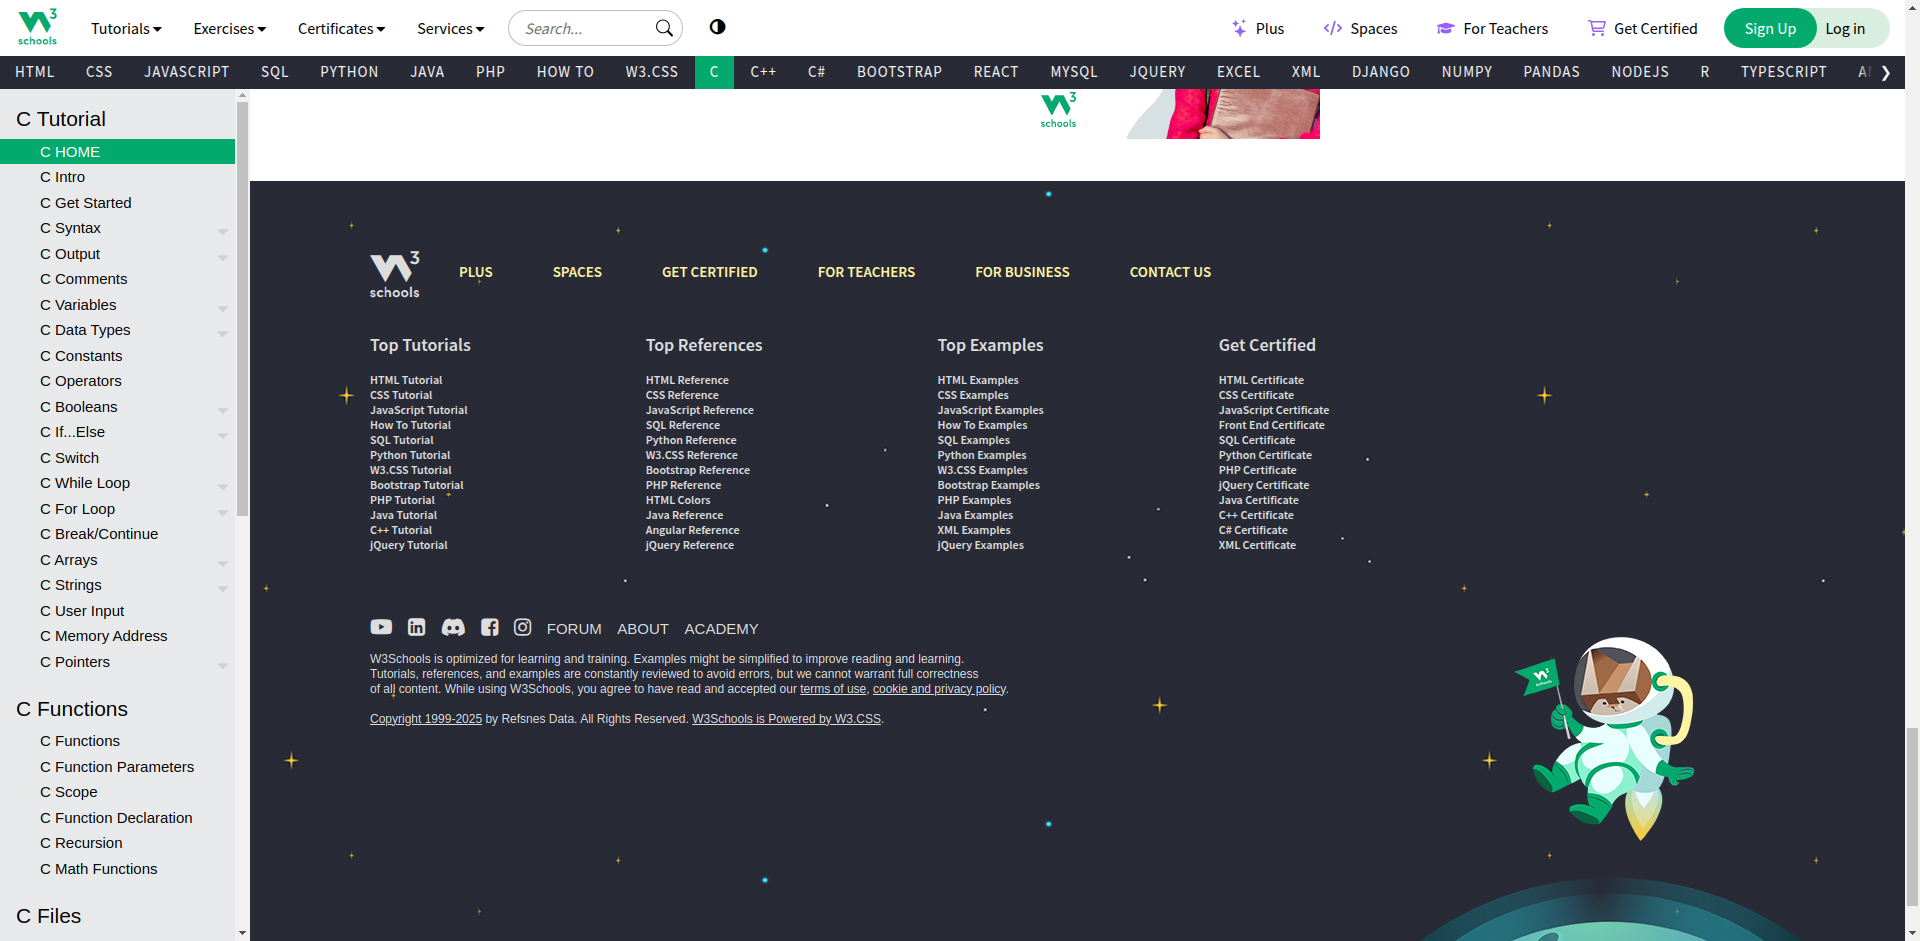 3
schools
Tutorials
Exercises
Certificates
Services
Search...
Plus
Spaces
For Teachers
Get Certified
Sign Up
Log in
HTML
CSS
JAVASCRIPT
SQL
PYTHON
JAVA
PHP
HOW TO
W3.CSS
C
C++
C#
BOOTSTRAP
REACT
MYSQL
JQUERY
EXCEL
XML
DJANGO
NUMPY
PANDAS
NODEJS
R
TYPESCRIPT
C Tutorial
C HOME
C Intro
C Get Started
C Syntax
C Output
C Comments
C Variables
C Data Types
C Constants
C Operators
C Booleans
C If...Else
C Switch
C While Loop
C For Loop
C Break/Continue
C Arrays
C Strings
C User Input
C Memory Address
C Pointers
C Functions
C Functions
C Function Parameters
C Scope
C Function Declaration
C Recursion
C Math Functions
C Files
3
schools
3
schools
PLUS
SPACES
GET CERTIFIED
FOR TEACHERS
FOR BUSINESS
CONTACT US
Top Tutorials
HTML Tutorial
CSS Tutorial
JavaScript Tutorial
How To Tutorial
SQL Tutorial
Python Tutorial
W3.CSS Tutorial
Bootstrap Tutorial
PHP Tutorial
Java Tutorial
C++ Tutorial
jQuery Tutorial
Top References
HTML Reference
CSS Reference
JavaScript Reference
SQL Reference
Python Reference
W3.CSS Reference
Bootstrap Reference
PHP Reference
HTML Colors
Java Reference
Angular Reference
jQuery Reference
Top Examples
HTML Examples
CSS Examples
JavaScript Examples
How To Examples
SQL Examples
Python Examples
W3.CSS Examples
Bootstrap Examples
PHP Examples
Java Examples
XML Examples
jQuery Examples
Get Certified
HTML Certificate
CSS Certificate
JavaScript Certificate
Front End Certificate
SQL Certificate
Python Certificate
PHP Certificate
jQuery Certificate
Java Certificate
C++ Certificate
C# Certificate
XML Certificate
FORUM
ABOUT
ACADEMY
W3Schools is optimized for learning and training. Examples might be simplified to improve reading and learning.
Tutorials, references, and examples are constantly reviewed to avoid errors, but we cannot warrant full correctness
of all content. While using W3Schools, you agree to have read and accepted our terms of use, cookie and privacy policy.
Copyright 1999-2025 by Refsnes Data. All Rights Reserved. W3Schools is Powered by W3.CSS.